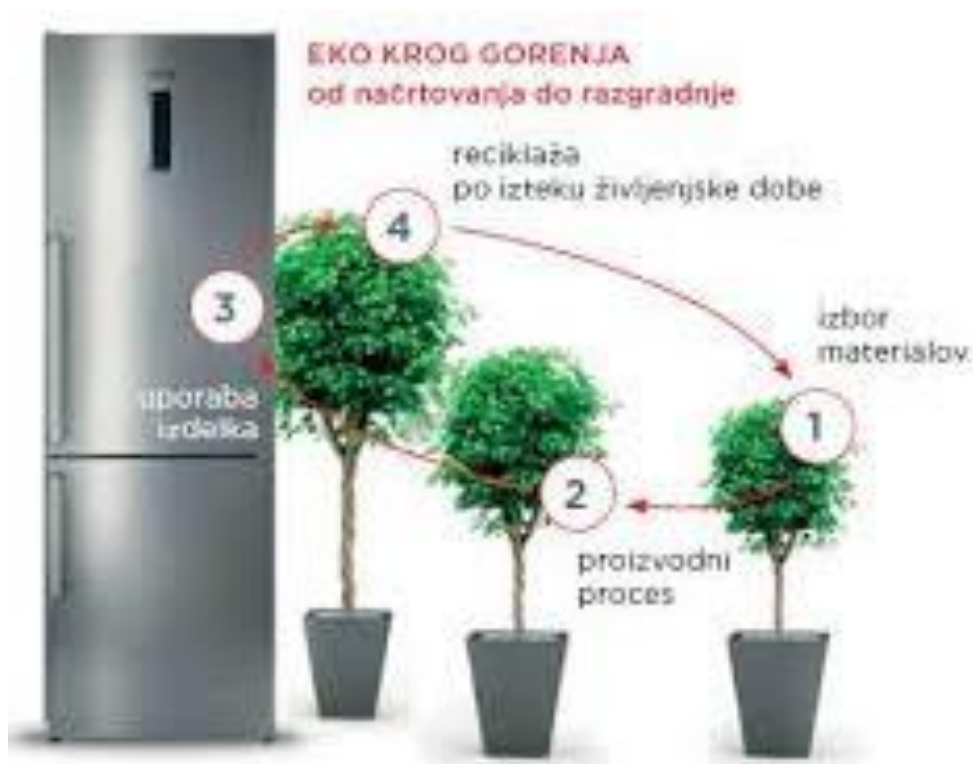 EKO KROG GORENJA
od načrtovanja do razgradnje
reciklaža
po izteku življenjske dobe
4
3
izbor
materialov
uporaba
izdelka
1
2
proizvodni
proces